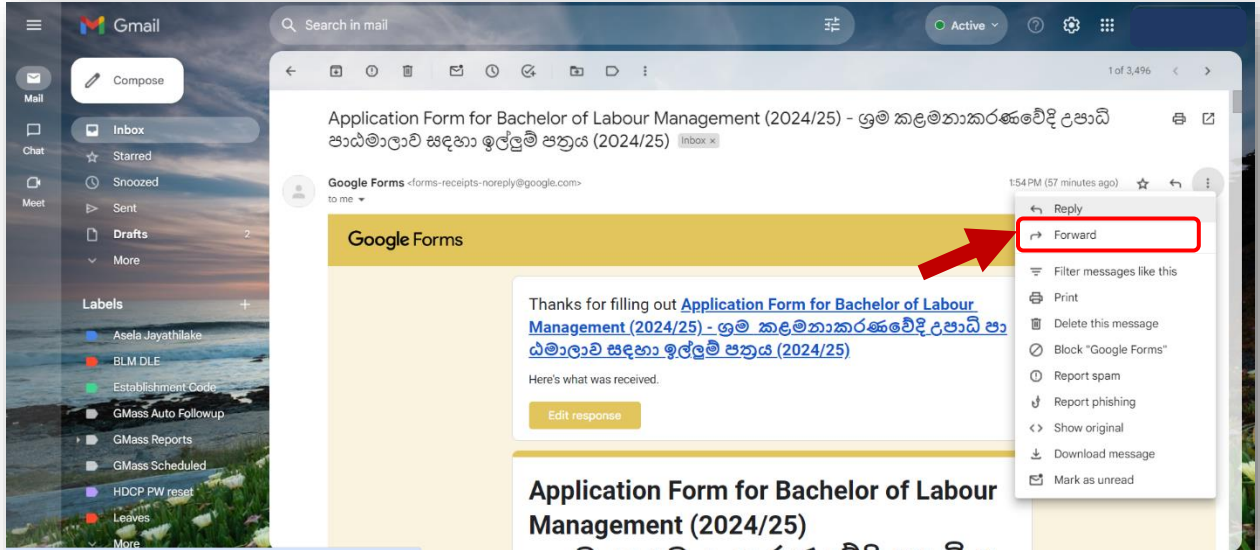 Gmail
Search in mail
Active
Mail
Compose
1 of 3,496
Inbox
Chat
Starred
Snoozed
Meet
Sent
Drafts 2
More
Labels
Asela Jayathilake
BLM DLE
Establishment Code
GMass Auto Followup
GMass Reports
GMass Scheduled
HDCP PW reset
Leaves
More
Application Form for Bachelor of Labour Management (2024/25) - ශ්‍රම කළමනාකරණවේදි උපාධි
පාඨමාලාව සඳහා ඉල්ලුම් පත්‍රය (2024/25) Inbox ×
Google Forms <forms-receipts-noreply@google.com>
1:54 PM (57 minutes ago)
to me
Google Forms
Thanks for filling out Application Form for Bachelor of Labour
Management (2024/25) - ශ්‍රම කළමනාකරණවේදි උපාධි පා
ඨමාලාව සඳහා ඉල්ලුම් පත්‍රය (2024/25)
Here's what was received.
Edit response
Application Form for Bachelor of Labour
Management (2024/25)
Reply
Forward
Filter messages like this
Print
Delete this message
Block "Google Forms"
Report spam
Report phishing
Show original
Download message
Mark as unread